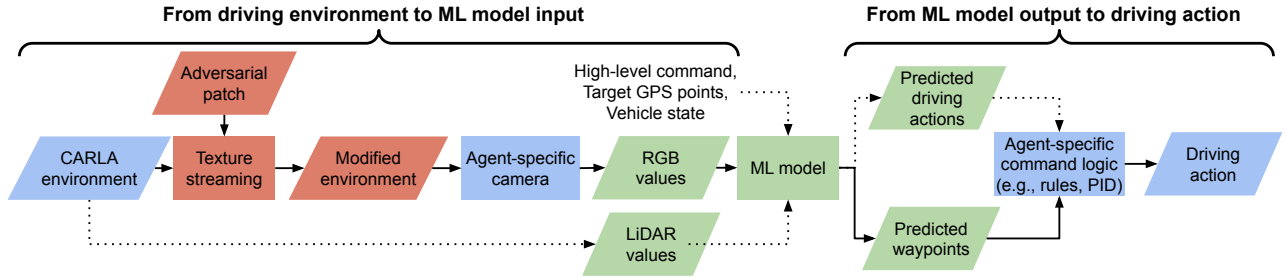 From driving environment to ML model input
From ML model output to driving action
Adversarial
patch
High-level command,
Target GPS points,
Vehicle state
Predicted
driving
actions
CARLA
environment
Texture
streaming
Modified
environment
Agent-specific
camera
RGB
values
ML model
Agent-specific
command logic
(e.g., rules, PID)
Driving
action
LiDAR
values
Predicted
waypoints